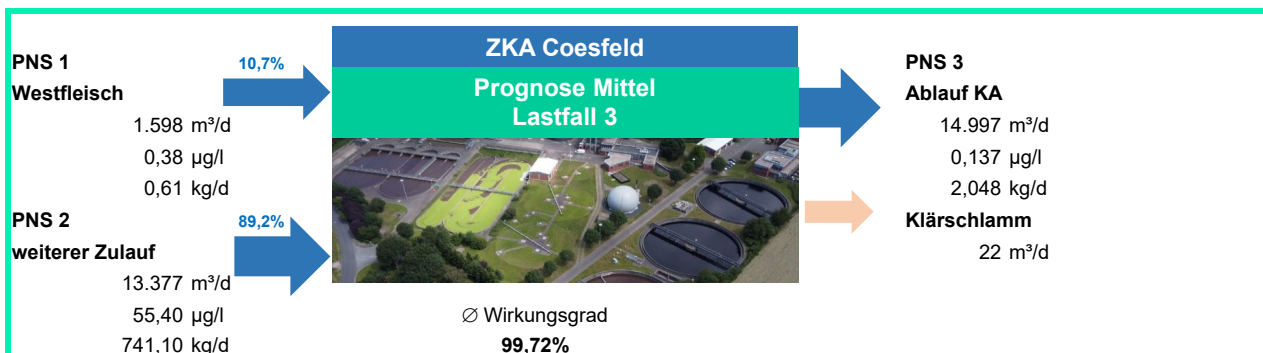 PNS 1
Westfleisch
1.598 m³/d
0,38 µg/l
0,61 kg/d
10,7%
PNS 2
weiterer Zulauf
13.377 m³/d
55,40 µg/l
741,10 kg/d
89,2%
ZKA Coesfeld
Prognose Mittel
Lastfall 3
∅ Wirkungsgrad
99,72%
PNS 3
Ablauf KA
14.997 m³/d
0,137 µg/l
2,048 kg/d
Klärschlamm
22 m³/d